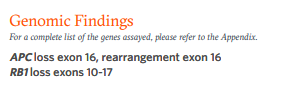 Genomic Findings
For a complete list of the genes assayed, please refer to the Appendix.
APC loss exon 16, rearrangement exon 16
RB1 loss exons 10-17